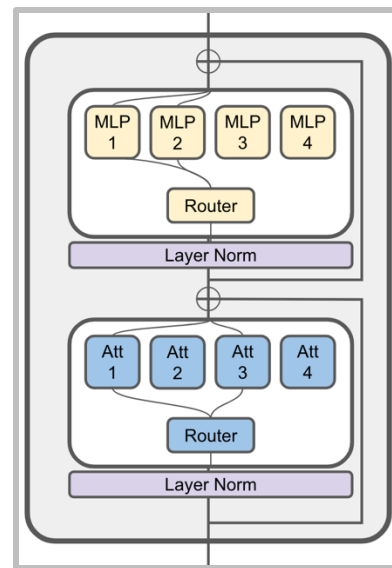 MLP MLP MLP MLP
1 2 3 4
Router
Layer Norm
Att Att Att Att
1 2 3 4
Router
Layer Norm